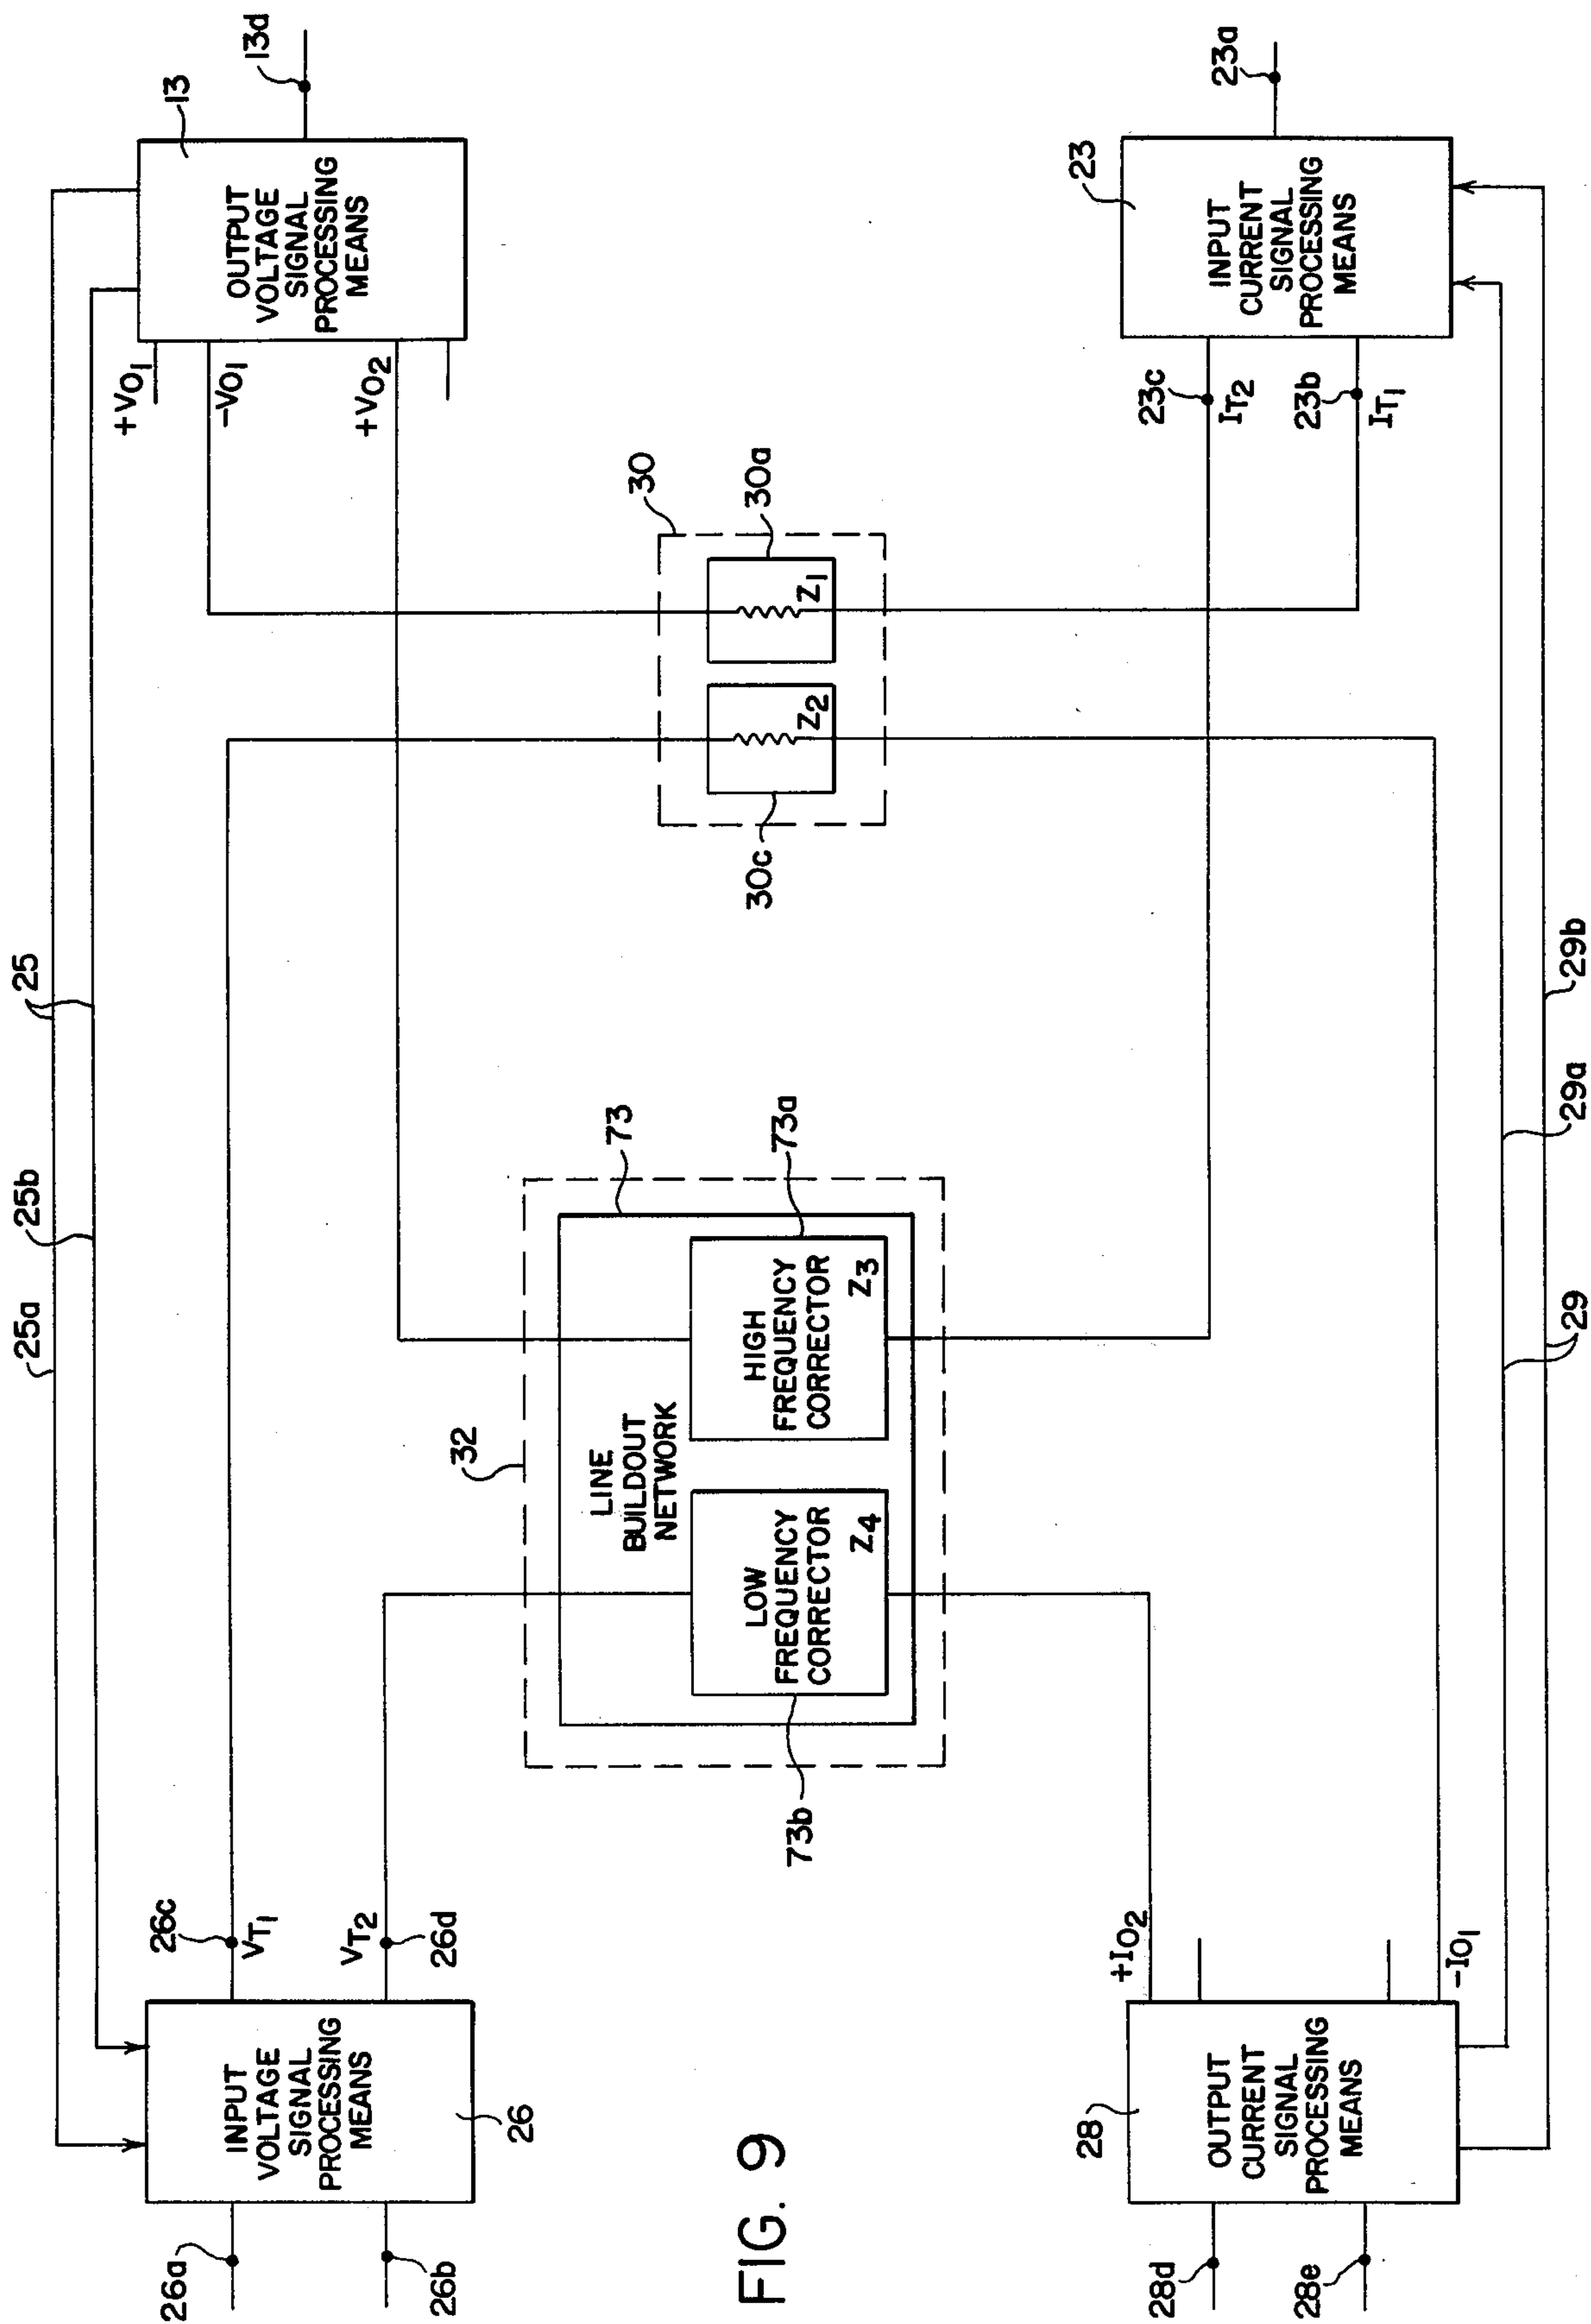 25a
25b
25
13
13d
26a
26b
INPUT
VOLTAGE
SIGNAL
PROCESSING
MEANS
26
26c
VT1
VT2
26d
+VO1
-VO1
+VO2
OUTPUT
VOLTAGE
SIGNAL
PROCESSING
MEANS
32
73
73a
LINE
BUILDOUT
NETWORK
LOW
FREQUENCY
CORRECTOR
Z4
73b
HIGH
FREQUENCY
CORRECTOR
Z3
30
30a
30c
Z2
Z1
FIG. 9
28
28d
28e
OUTPUT
CURRENT
SIGNAL
PROCESSING
MEANS
+IO2
-IO1
23
23a
23c
IT2
23b
IT1
INPUT
CURRENT
SIGNAL
PROCESSING
MEANS
29
29a
29b